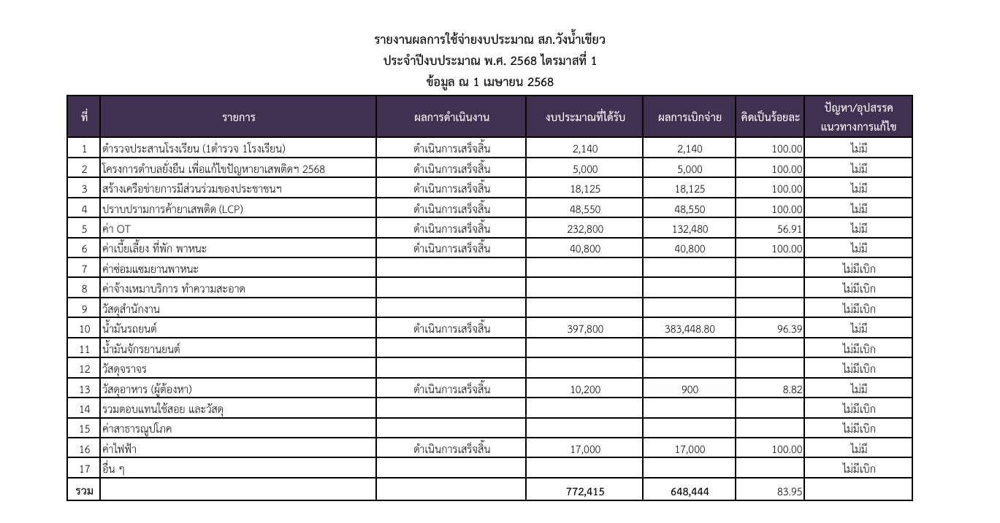 รายงานผลการใช้จ่ายงบประมาณ สภ.วังน้ำเขียว
ประจำปีงบประมาณ พ.ศ. 2568 ไตรมาสที่ 1
ข้อมูล ณ 1 เมษายน 2568
ที่ รายการ ผลการดำเนินงาน งบประมาณที่ได้รับ ผลการเบิกจ่าย คิดเป็นร้อยละ ปัญหา/อุปสรรค
แนวทางการแก้ไข
1 ตำรวจประสานโรงเรียน (1ตำรวจ 1โรงเรียน) ดำเนินการเสร็จสิ้น 2,140 2,140 100.00 ไม่มี
2 โครงการตำบลยั่งยืน เพื่อแก้ไขปัญหายาเสพติดฯ 2568 ดำเนินการเสร็จสิ้น 5,000 5,000 100.00 ไม่มี
3 สร้างเครือข่ายการมีส่วนร่วมของประชาชนฯ ดำเนินการเสร็จสิ้น 18,125 18,125 100.00 ไม่มี
4 ปราบปรามการค้ายาเสพติด (LCP) ดำเนินการเสร็จสิ้น 48,550 48,550 100.00 ไม่มี
5 ค่า OT ดำเนินการเสร็จสิ้น 232,800 132,480 56.91 ไม่มี
6 ค่าเบี้ยเลี้ยง ที่พัก พาหนะ ดำเนินการเสร็จสิ้น 40,800 40,800 100.00 ไม่มี
7 ค่าซ่อมแซมยานพาหนะ ไม่มีเบิก
8 ค่าจ้างเหมาบริการ ทำความสะอาด ไม่มีเบิก
9 วัสดุสำนักงาน ไม่มีเบิก
10 น้ำมันรถยนต์ ดำเนินการเสร็จสิ้น 397,800 383,448.80 96.39 ไม่มี
11 น้ำมันจักรยานยนต์ ไม่มีเบิก
12 วัสดุจราจร ไม่มีเบิก
13 วัสดุอาหาร (ผู้ต้องหา) ดำเนินการเสร็จสิ้น 10,200 900 8.82 ไม่มี
14 รวมตอบแทนใช้สอย และวัสดุ ไม่มีเบิก
15 ค่าสาธารณูปโภค ไม่มีเบิก
16 ค่าไฟฟ้า ดำเนินการเสร็จสิ้น 17,000 17,000 100.00 ไม่มี
17 อื่น ๆ ไม่มีเบิก
รวม 772,415 648,444 83.95